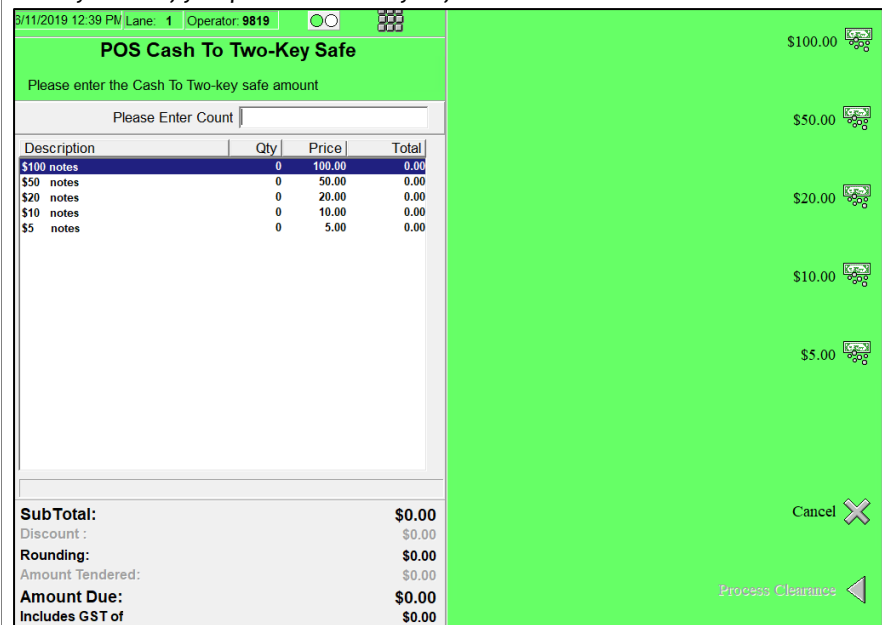 6/11/2019 12:39 PM Lane: 1 Operator: 9819
POS Cash To Two-Key Safe
Please enter the Cash To Two-key safe amount
Please Enter Count
Description Qty Price Total
$100 notes 0 100.00 0.00
$50 notes 0 50.00 0.00
$20 notes 0 20.00 0.00
$10 notes 0 10.00 0.00
$5 notes 0 5.00 0.00
SubTotal: $0.00
Discount : $0.00
Rounding: $0.00
Amount Tendered: $0.00
Amount Due: $0.00
Includes GST of $0.00
$100.00
$50.00
$20.00
$10.00
$5.00
Cancel
Process Clearance